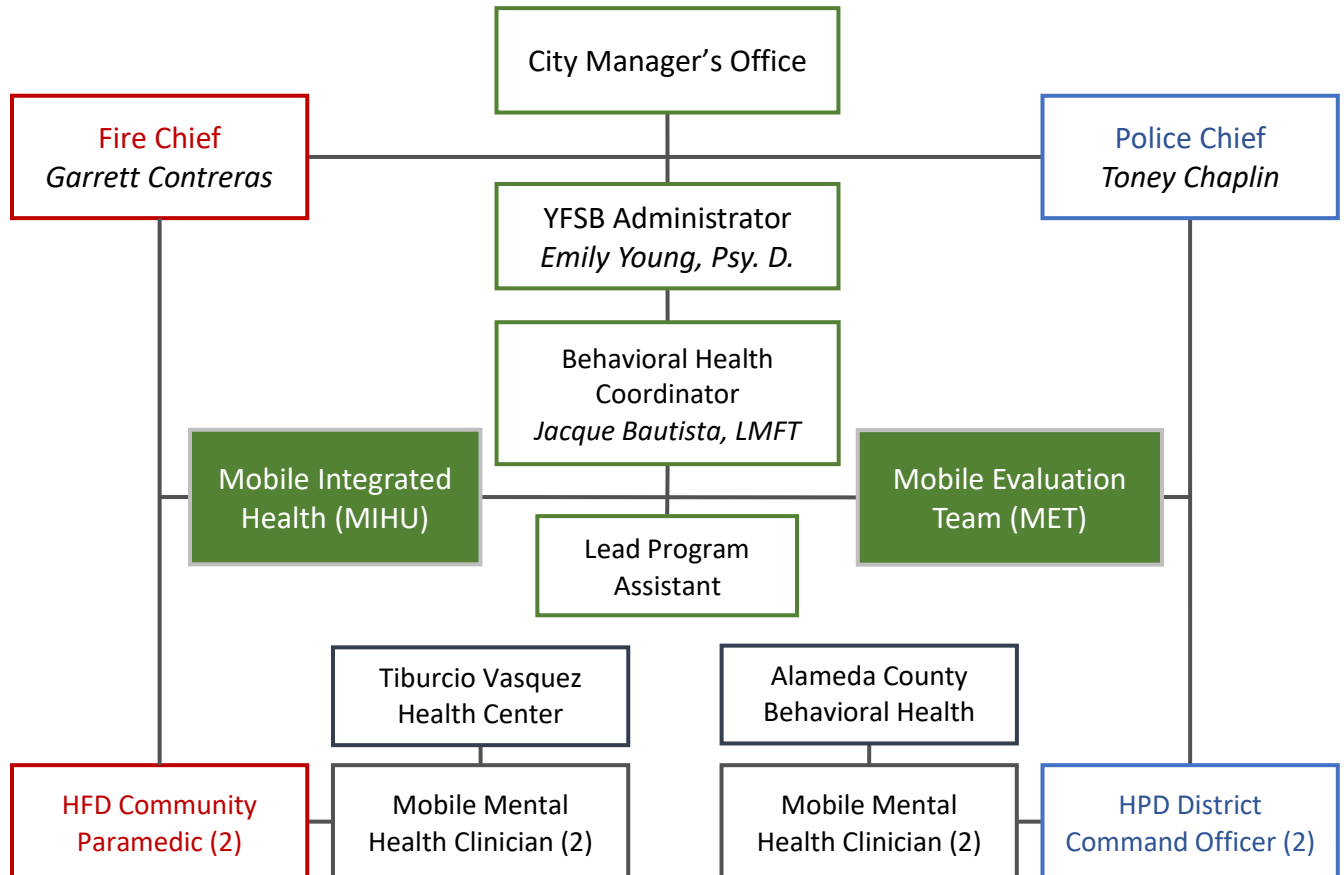 City Manager’s Office
Fire Chief
Garrett Contreras
Police Chief
Toney Chaplin
YFSB Administrator
Emily Young, Psy. D.
Behavioral Health
Coordinator
Jacque Bautista, LMFT
Mobile Integrated
Health (MIHU)
Mobile Evaluation
Team (MET)
Lead Program
Assistant
Tiburcio Vasquez
Health Center
Alameda County
Behavioral Health
HFD Community
Paramedic (2)
Mobile Mental
Health Clinician (2)
Mobile Mental
Health Clinician (2)
HPD District
Command Officer (2)